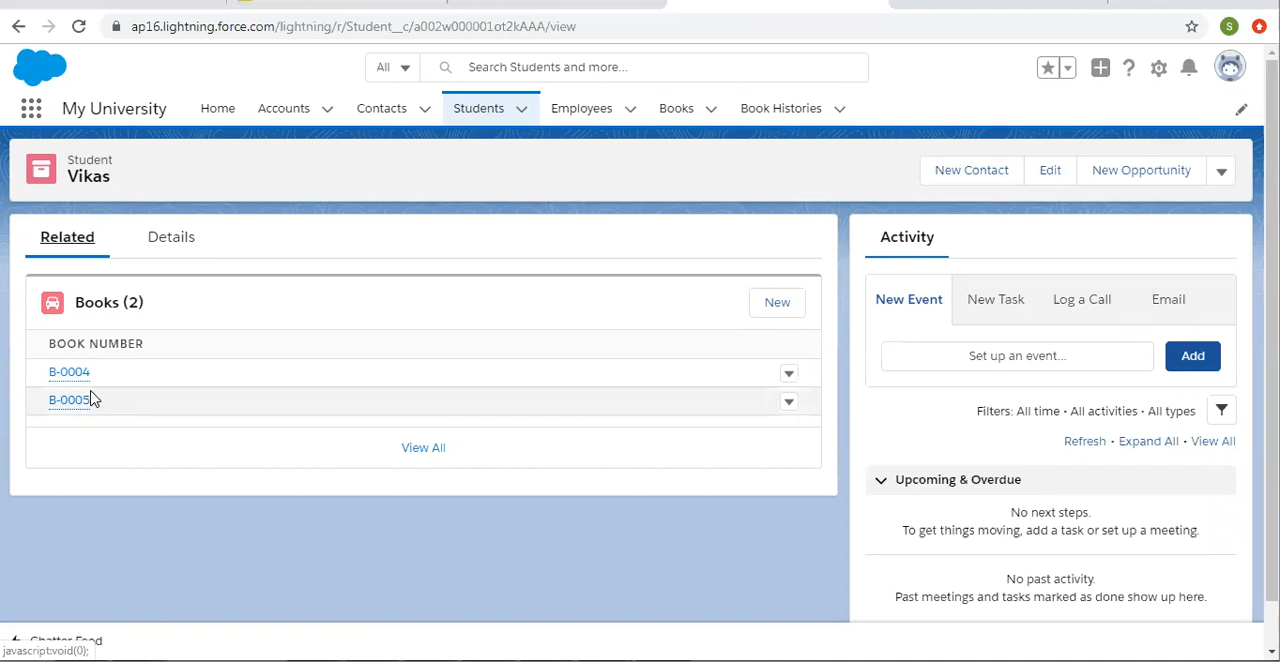 ap16.lightning.force.com/lightning/r/Student__c/a002w000001ot2kAAA/view
S
All
Search Students and more...
My University
Home
Accounts
Contacts
Students
Employees
Books
Book Histories
Student
Vikas
New Contact
Edit
New Opportunity
Related
Details
Activity
Books (2)
New
New Event
New Task
Log a Call
Email
BOOK NUMBER
Set up an event...
Add
B-0004
B-0005
Filters: All time • All activities • All types
View All
Refresh • Expand All • View All
Upcoming & Overdue
No next steps.
To get things moving, add a task or set up a meeting.
No past activity.
Past meetings and tasks marked as done show up here.
Chatter Feed
javascript:void(0);